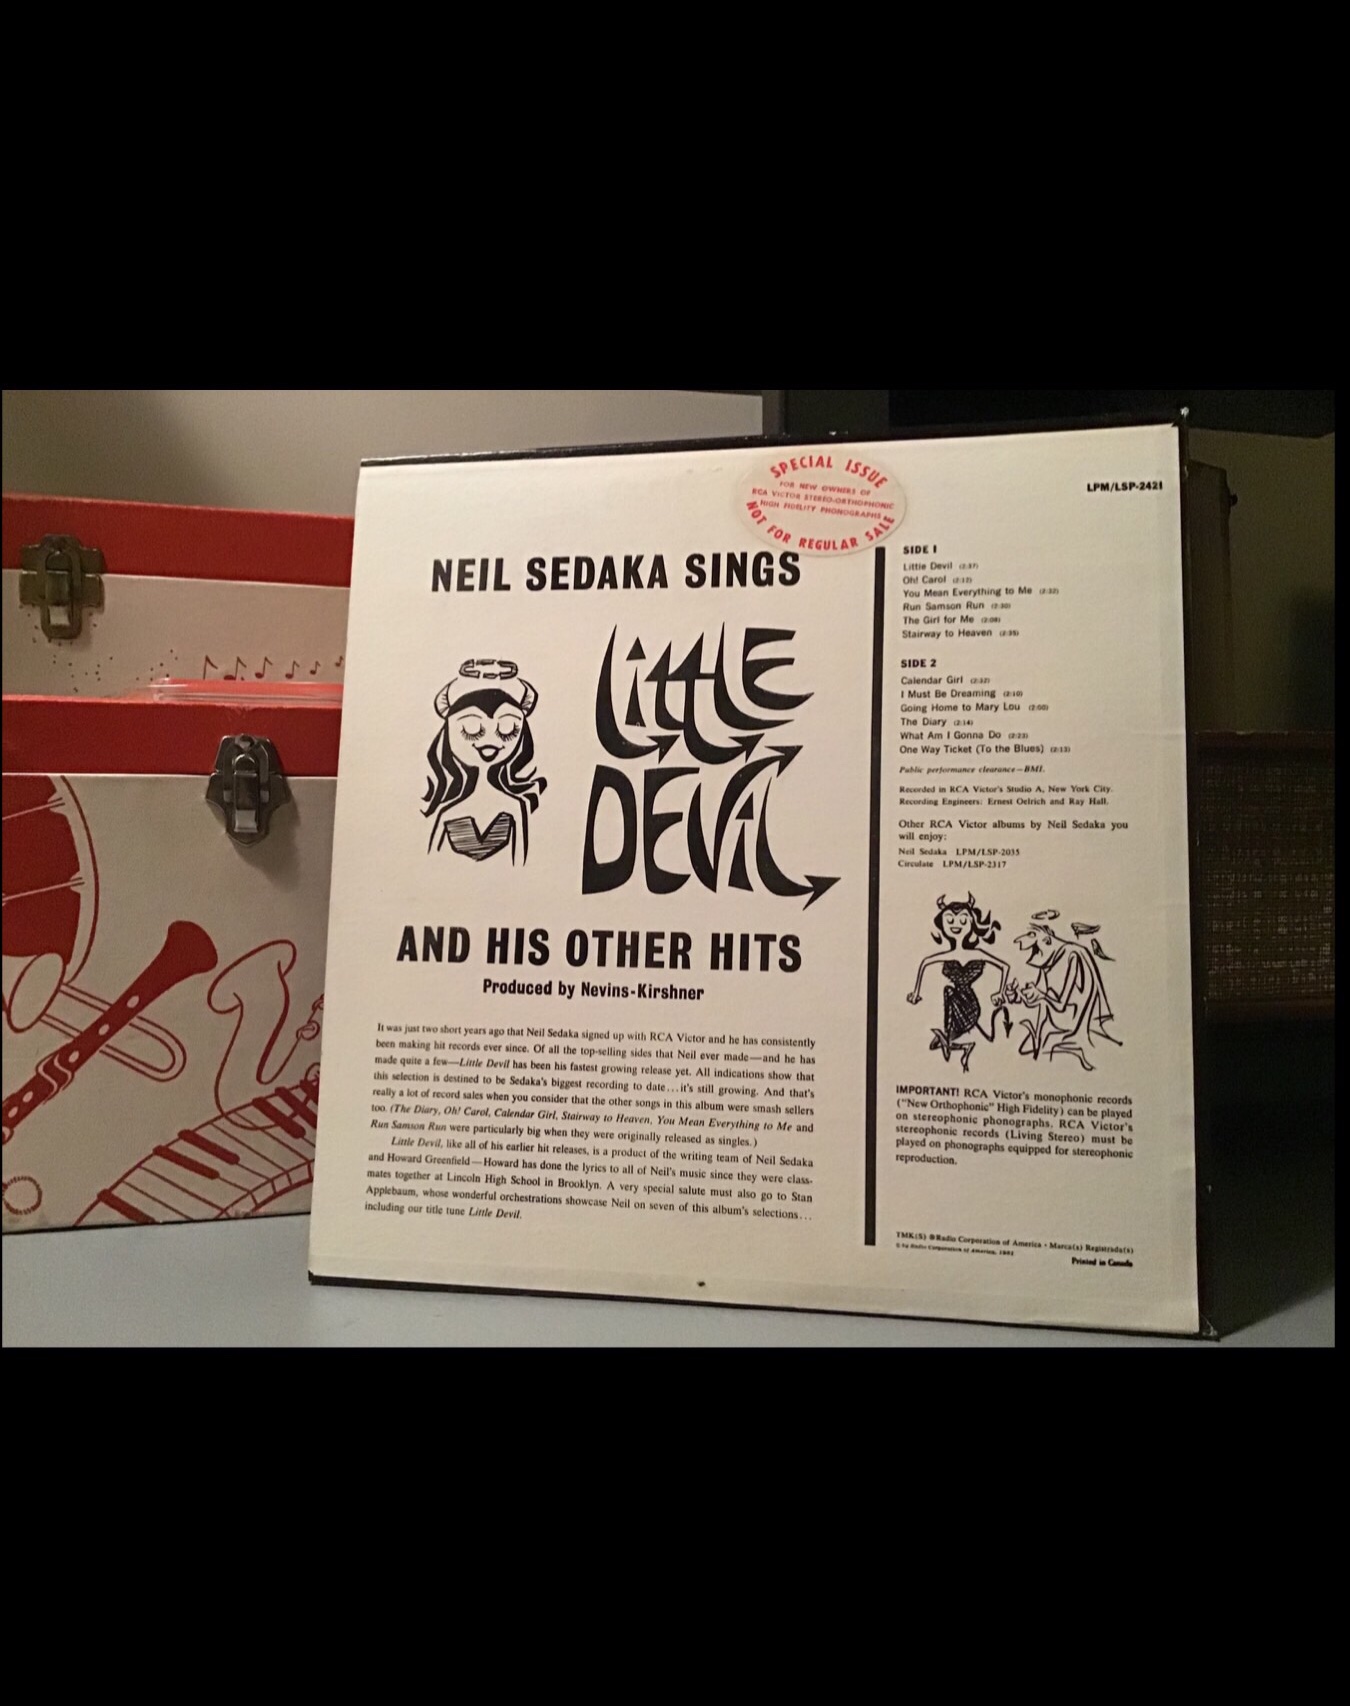 SPECIAL ISSUE
FOR NEW OWNERS OF
RCA VICTOR STEREO-ORTHOPHONIC
HIGH FIDELITY PHONOGRAPHS
NOT FOR REGULAR SALE
LPM/LSP-2421
NEIL SEDAKA SINGS
LittLE
DEViL
AND HIS OTHER HITS
Produced by Nevins-Kirshner
It was just two short years ago that Neil Sedaka signed up with RCA Victor and he has consistently
been making hit records ever since. Of all the top-selling sides that Neil ever made—and he has
made quite a few—Little Devil has been his fastest growing release yet. All indications show that
this selection is destined to be Sedaka's biggest recording to date...it's still growing. And that's
really a lot of record sales when you consider that the other songs in this album were smash sellers
too. (The Diary, Oh! Carol, Calendar Girl, Stairway to Heaven, You Mean Everything to Me and
Run Samson Run were particularly big when they were originally released as singles.)
Little Devil, like all of his earlier hit releases, is a product of the writing team of Neil Sedaka
and Howard Greenfield—Howard has done the lyrics to all of Neil's music since they were class-
mates together at Lincoln High School in Brooklyn. A very special salute must also go to Stan
Applebaum, whose wonderful orchestrations showcase Neil on seven of this album's selections...
including our title tune Little Devil.
SIDE 1
Little Devil (2:37)
Oh! Carol (2:12)
You Mean Everything to Me (2:32)
Run Samson Run (2:30)
The Girl for Me (2:08)
Stairway to Heaven (2:35)
SIDE 2
Calendar Girl (2:32)
I Must Be Dreaming (2:10)
Going Home to Mary Lou (2:00)
The Diary (2:14)
What Am I Gonna Do (2:23)
One Way Ticket (To the Blues) (2:13)
Public performance clearance—BMI.
Recorded in RCA Victor's Studio A, New York City.
Recording Engineers: Ernest Oelrich and Ray Hall.
Other RCA Victor albums by Neil Sedaka you
will enjoy:
Neil Sedaka LPM/LSP-2035
Circulate LPM/LSP-2317
IMPORTANT! RCA Victor's monophonic records
("New Orthophonic" High Fidelity) can be played
on stereophonic phonographs. RCA Victor's
stereophonic records (Living Stereo) must be
played on phonographs equipped for stereophonic
reproduction.
TMK(S) ® Radio Corporation of America • Marca(s) Registrada(s)
© by Radio Corporation of America, 1961
Printed in Canada